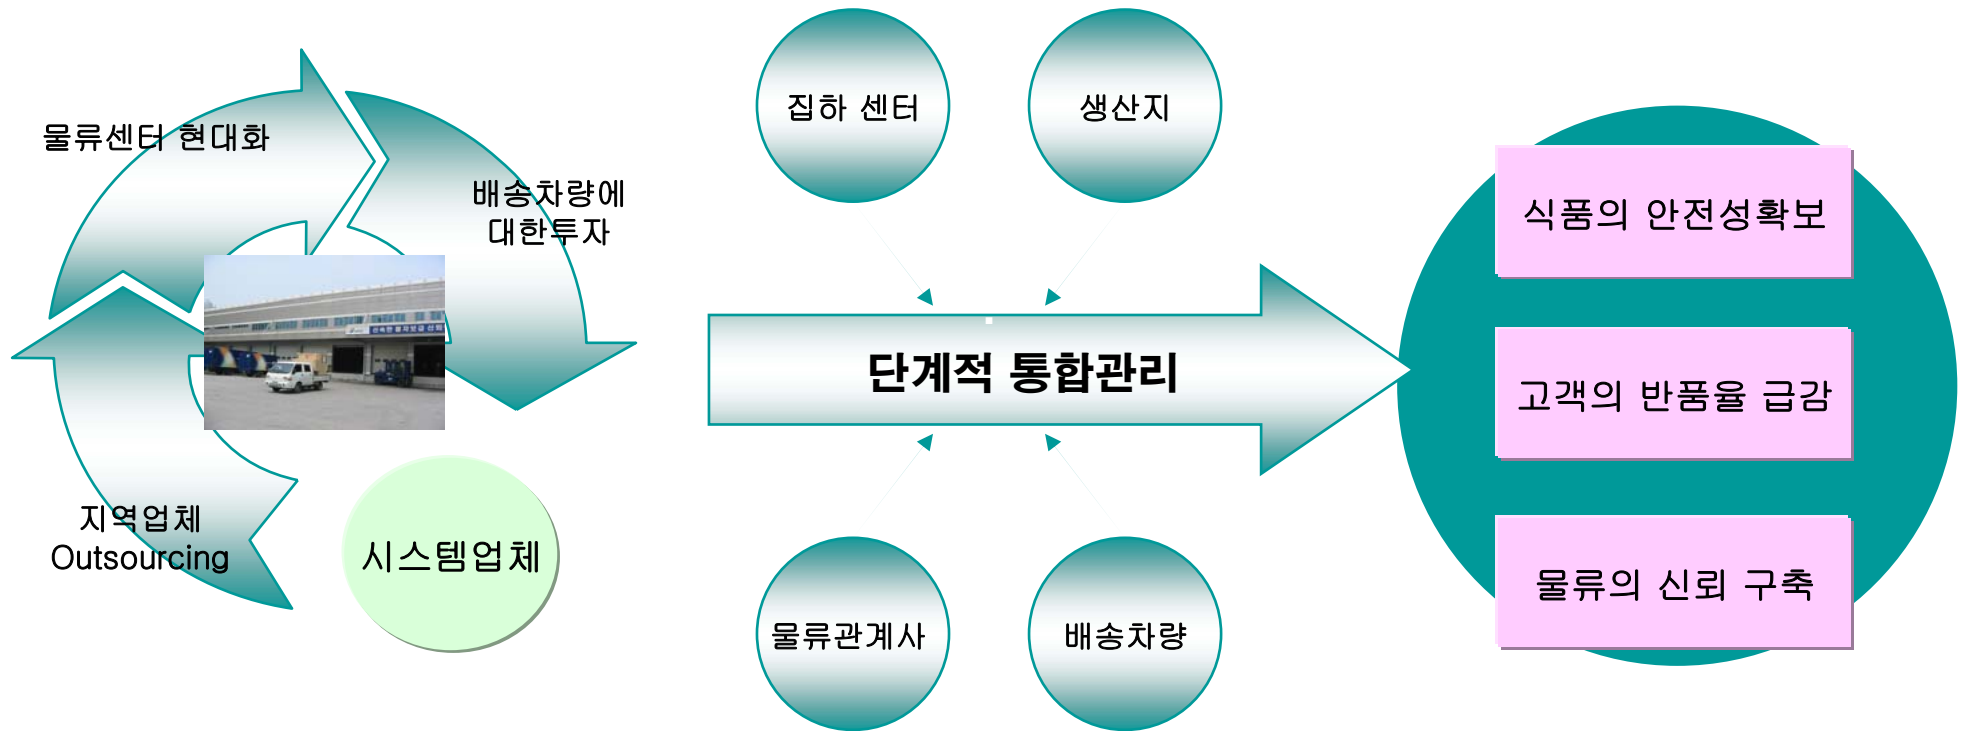 물류센터 현대화
배송차량에
대한투자
지역업체
Outsourcing
시스템업체
집하 센터
생산지
단계적 통합관리
물류관계사
배송차량
식품의 안전성확보
고객의 반품율 급감
물류의 신뢰 구축